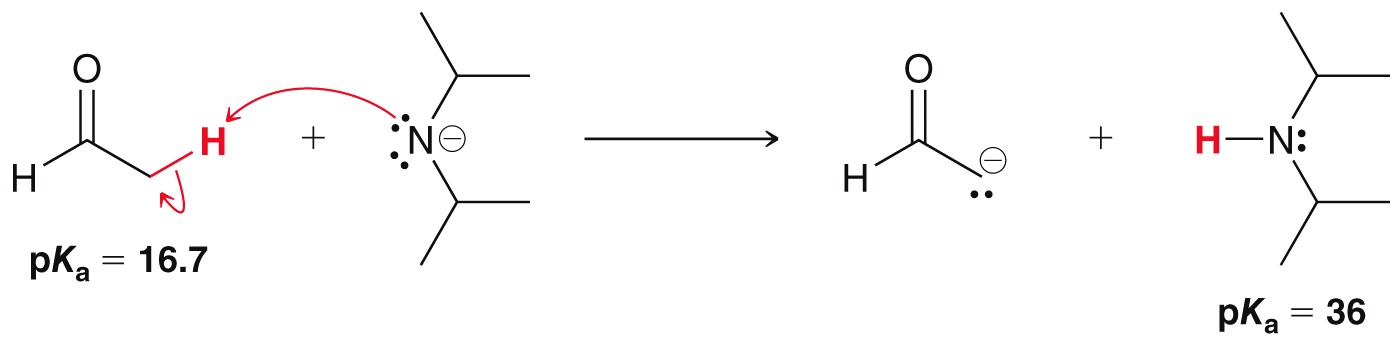 O
H
H
+
N ⊖
pKa = 16.7
O
H
⊖
+
H N
pKa = 36